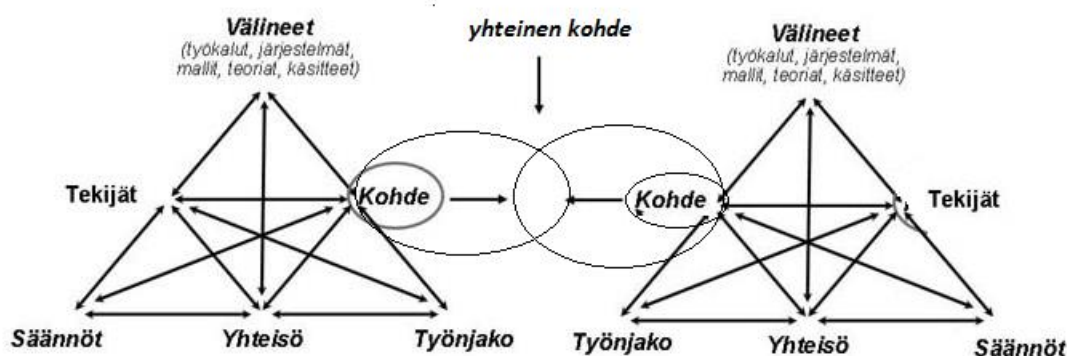 Välineet
(työkalut, järjestelmät,
mallit, teoriat, käsitteet)
yhteinen kohde
Välineet
(työkalut, järjestelmät,
mallit, teoriat, käsitteet)
Tekijät
Kohde
Kohde
Tekijät
Säännöt
Yhteisö
Työnjako
Työnjako
Yhteisö
Säännöt